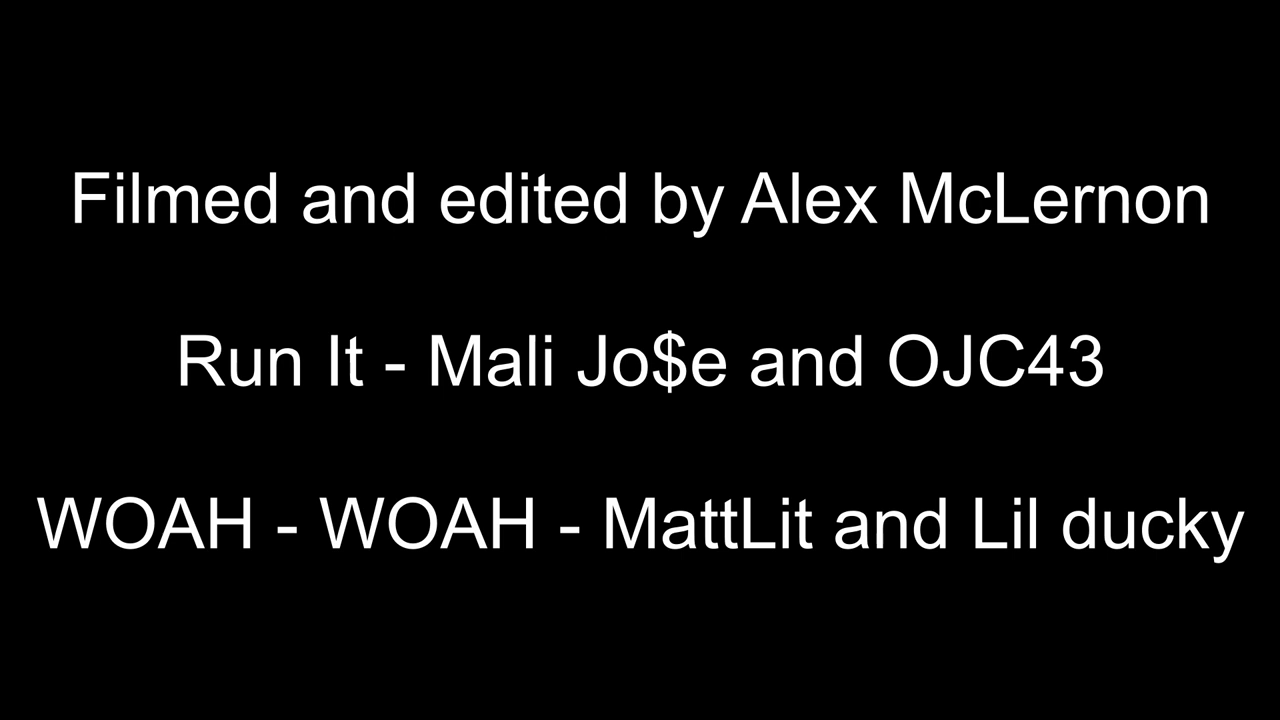 Filmed and edited by Alex McLernon
Run It - Mali Jo$e and OJC43
WOAH - WOAH - MattLit and Lil ducky